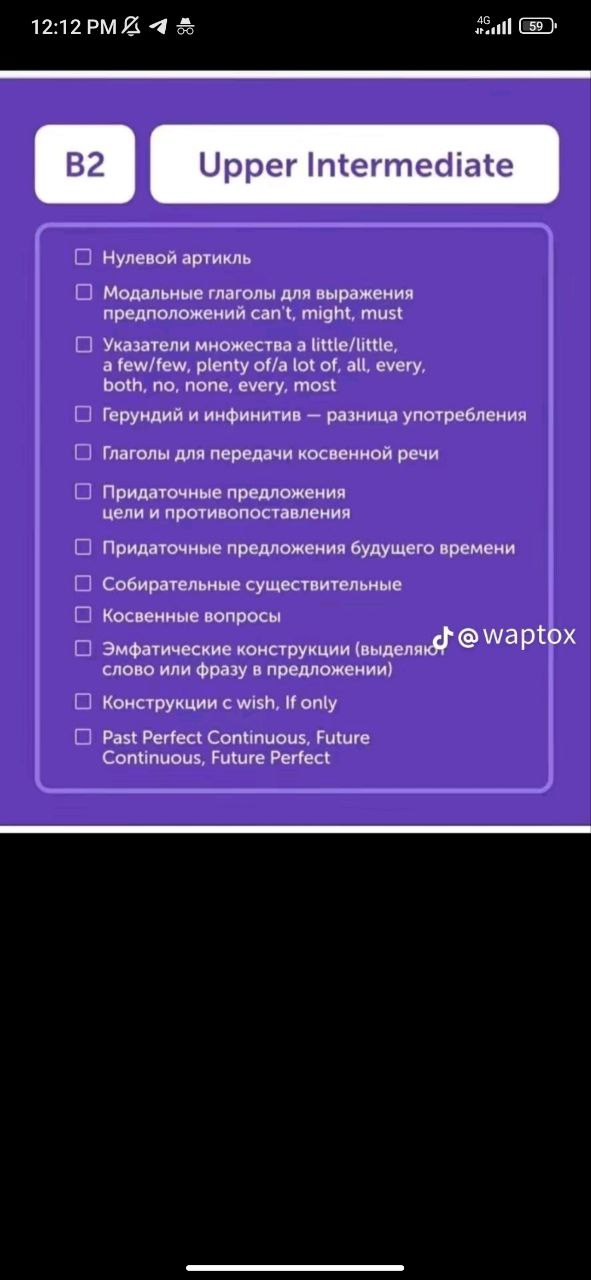 12:12 PM
4G
59
B2
Upper Intermediate
Нулевой артикль
Модальные глаголы для выражения
предположений can't, might, must
Указатели множества a little/little,
a few/few, plenty of/a lot of, all, every,
both, no, none, every, most
Герундий и инфинитив — разница употребления
Глаголы для передачи косвенной речи
Придаточные предложения
цели и противопоставления
Придаточные предложения будущего времени
Собирательные существительные
Косвенные вопросы
@waptox
Эмфатические конструкции (выделяют
слово или фразу в предложении)
Конструкции с wish, If only
Past Perfect Continuous, Future
Continuous, Future Perfect